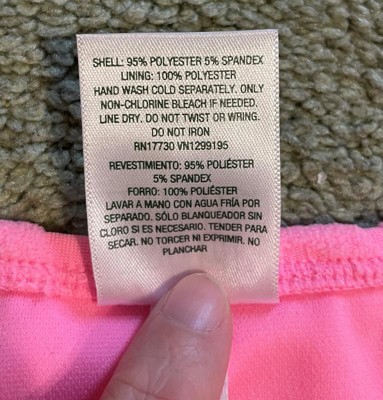 SHELL: 95% POLYESTER 5% SPANDEX
LINING: 100% POLYESTER
HAND WASH COLD SEPARATELY. ONLY
NON-CHLORINE BLEACH IF NEEDED.
LINE DRY. DO NOT TWIST OR WRING.
DO NOT IRON
RN17730 VN1299195
REVESTIMIENTO: 95% POLIÉSTER
5% SPANDEX
FORRO: 100% POLIÉSTER
LAVAR A MANO CON AGUA FRÍA POR
SEPARADO. SÓLO BLANQUEADOR SIN
CLORO SI ES NECESARIO. TENDER PARA
SECAR. NO TORCER NI EXPRIMIR. NO
PLANCHAR